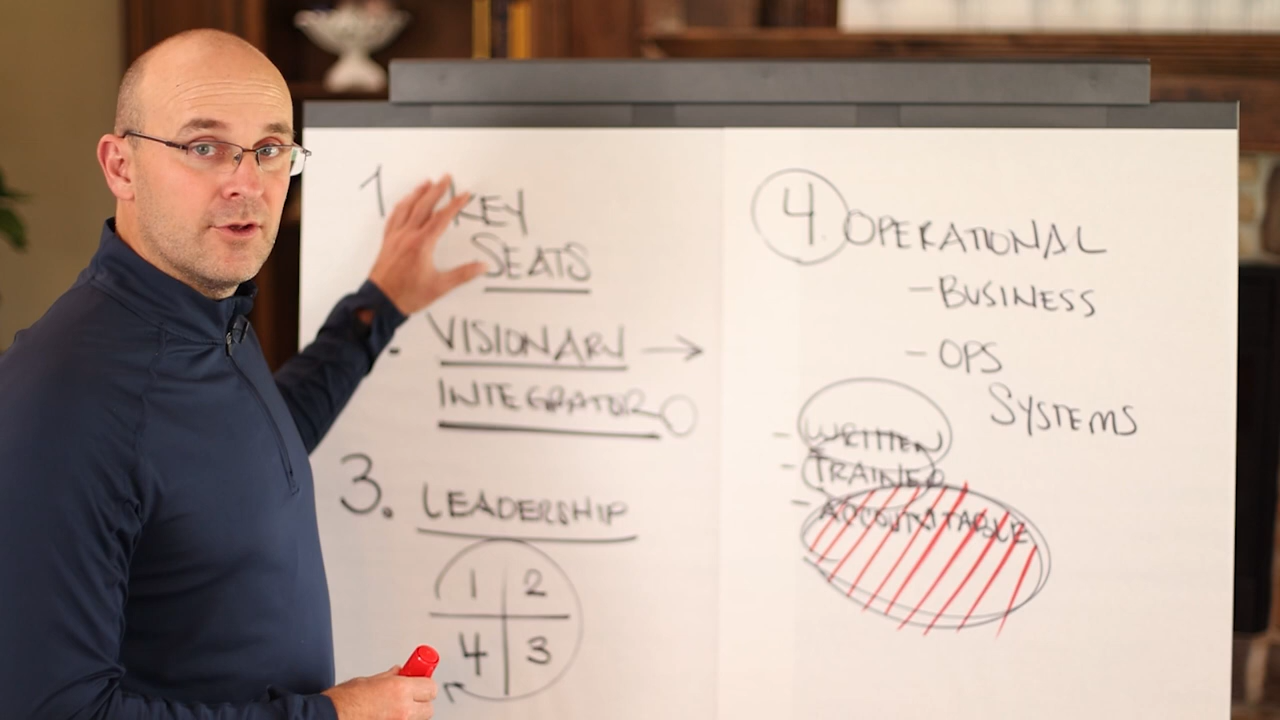 1 KEY
SEATS
VISIONARY →
INTEGRATOR
3. LEADERSHIP
1 2
4 3
4 OPERATIONAL
- BUSINESS
- OPS
SYSTEMS
- WRITTEN
- TRAINED
- ACCOUNTABLE